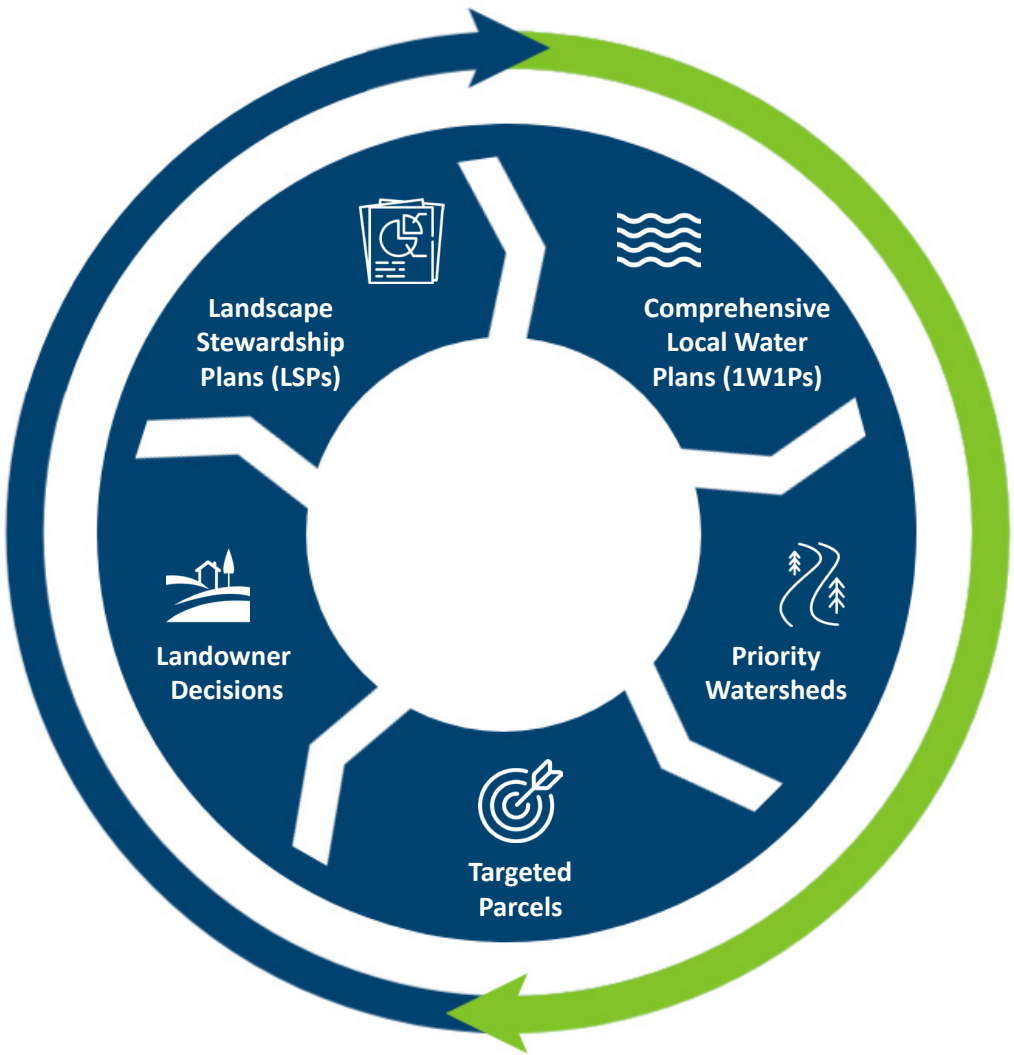 Landscape
Stewardship
Plans (LSPs)
Comprehensive
Local Water
Plans (1W1Ps)
Landowner
Decisions
Priority
Watersheds
Targeted
Parcels